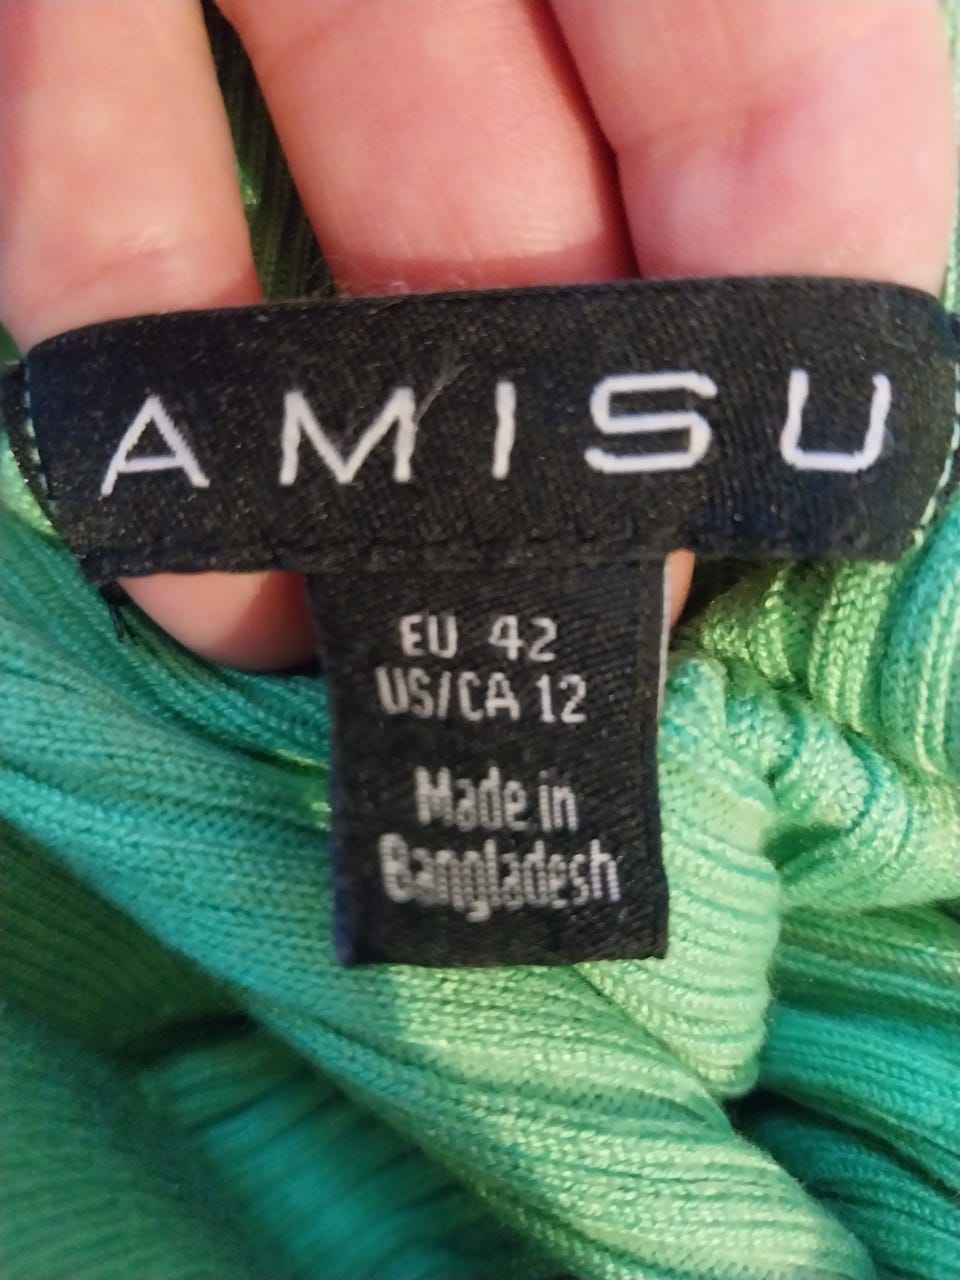 AMISU
EU 42
US/CA 12
Made in
Bangladesh